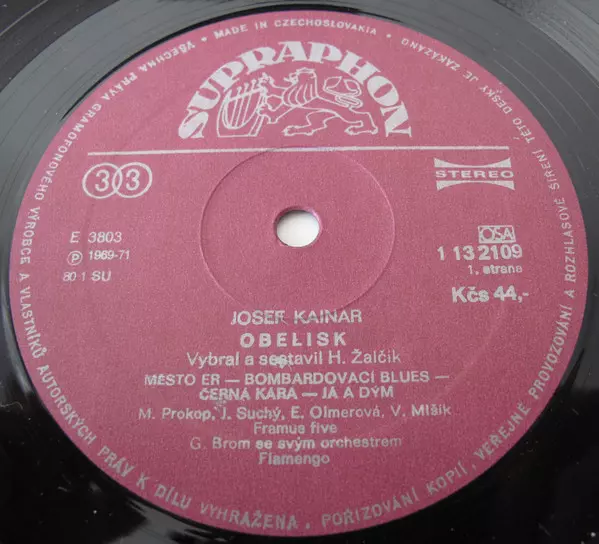 VŠECHNA PRÁVA GRAMOFONOVÉHO VÝROBCE A VLASTNÍKŮ AUTORSKÝCH PRÁV K DÍLU VYHRAŽENA. POŘIZOVÁNÍ KOPIÍ, VEŘEJNÉ PROVOZOVÁNÍ A ROZHLASOVÉ ŠÍŘENÍ TÉTO DESKY JE ZAKÁZÁNO • MADE IN CZECHOSLOVAKIA •
SUPRAPHON
33
STEREO
E 3803
Ⓟ 1969-71
80 1 SU
OSA
1 13 2109
1. strana
Kčs 44,-
JOSEF KAINAR
OBELISK
Vybral a sestavil H. Žalčík
MĚSTO ER — BOMBARDOVACÍ BLUES —
ČERNÁ KÁRA — JÁ A DÝM
M. Prokop, J. Suchý, E. Olmerová, V. Mišík
Framus five
G. Brom se svým orchestrem
Flamengo